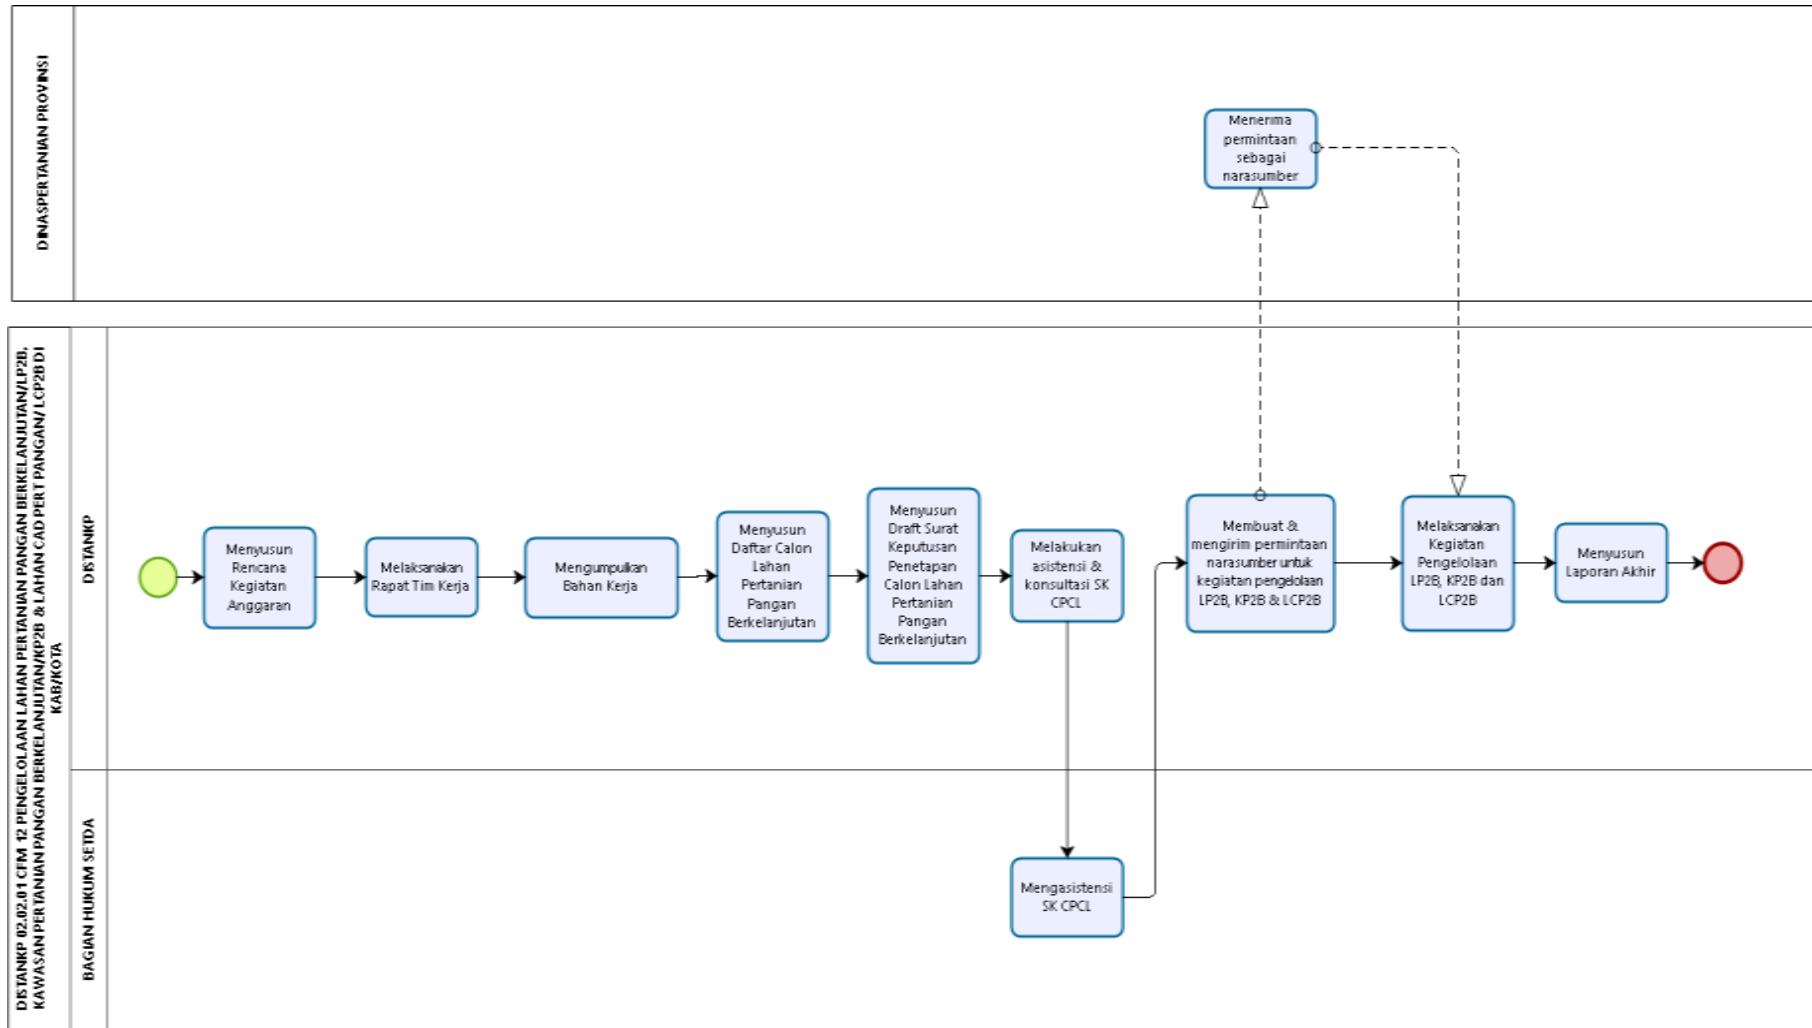 DINASPERTANIAN PROVINSI
Menerima
permintaan
sebagai
narasumber
DISTANKP 02.02.01 CFM 12 PENGELOLAAN LAHAN PERTANIAN PANGAN BERKELANJUTAN/LP2B,
KAWASAN PERTANIAN PANGAN BERKELANJUTAN/KP2B & LAHAN CAD PERT PANGAN/ LCP2B DI
KAB/KOTA
DISTANKP
Menyusun
Rencana
Kegiatan
Anggaran
Melaksanakan
Rapat Tim Kerja
Mengumpulkan
Bahan Kerja
Menyusun
Daftar Calon
Lahan
Pertanian
Pangan
Berkelanjutan
Menyusun
Draft Surat
Keputusan
Penetapan
Calon Lahan
Pertanian
Pangan
Berkelanjutan
Melakukan
asistensi &
konsultasi SK
CPCL
Membuat &
mengirim permintaan
narasumber untuk
kegiatan pengelolaan
LP2B, KP2B & LCP2B
Melaksanakan
Kegiatan
Pengelolaan
LP2B, KP2B dan
LCP2B
Menyusun
Laporan Akhir
BAGIAN HUKUM SETDA
Mengasistensi
SK CPCL